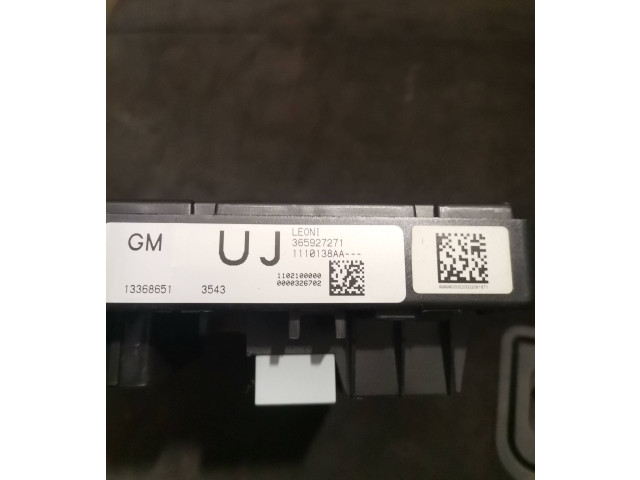 GM
UJ
LEONI
365927271
1110138AA---
1102100000
0000326702
13368651
3543